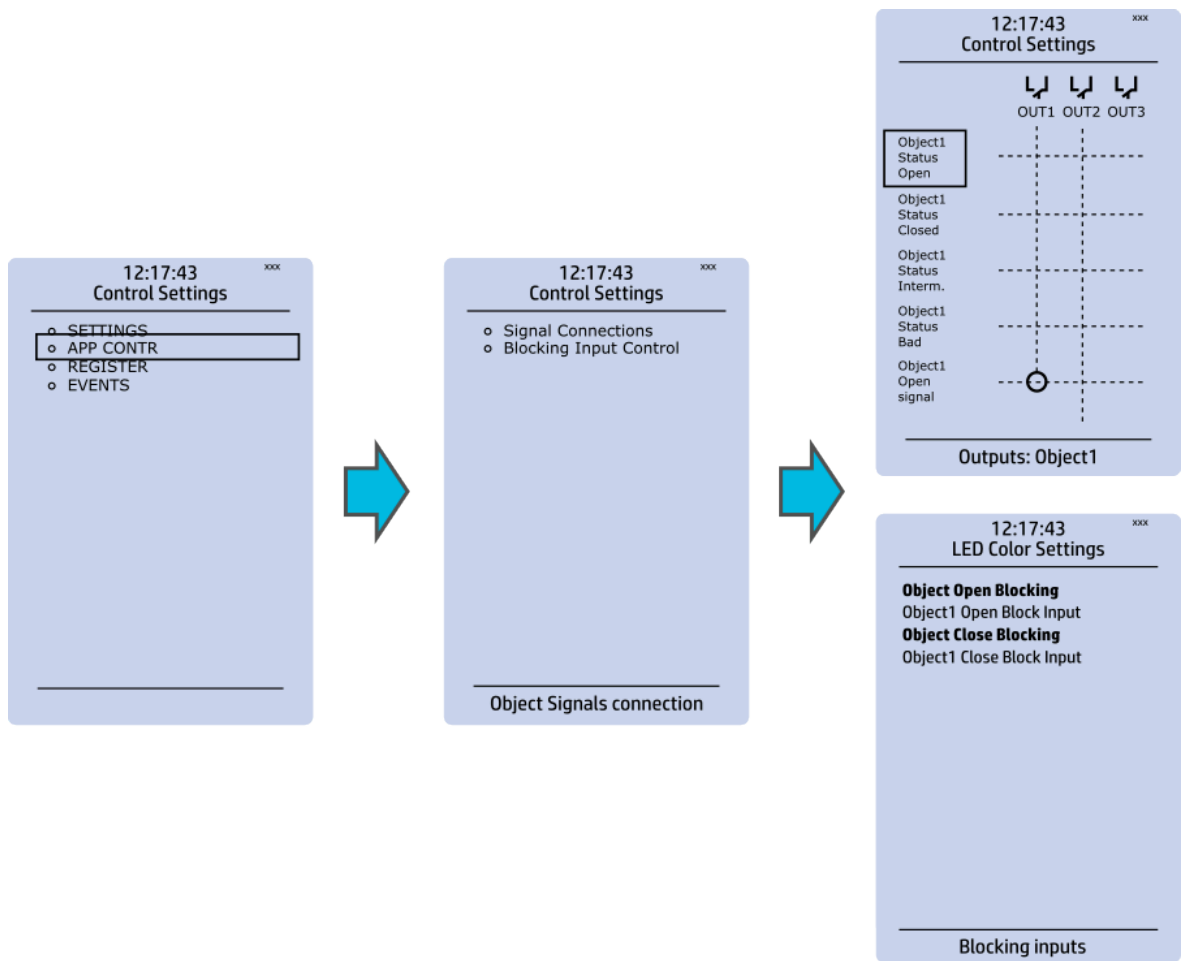 12:17:43 xxx
Control Settings
SETTINGS
APP CONTR
REGISTER
EVENTS
12:17:43 xxx
Control Settings
Signal Connections
Blocking Input Control
Object Signals connection
12:17:43 xxx
Control Settings
OUT1 OUT2 OUT3
Object1
Status
Open
Object1
Status
Closed
Object1
Status
Interm.
Object1
Status
Bad
Object1
Open
signal
Outputs: Object1
12:17:43 xxx
LED Color Settings
Object Open Blocking
Object1 Open Block Input
Object Close Blocking
Object1 Close Block Input
Blocking inputs